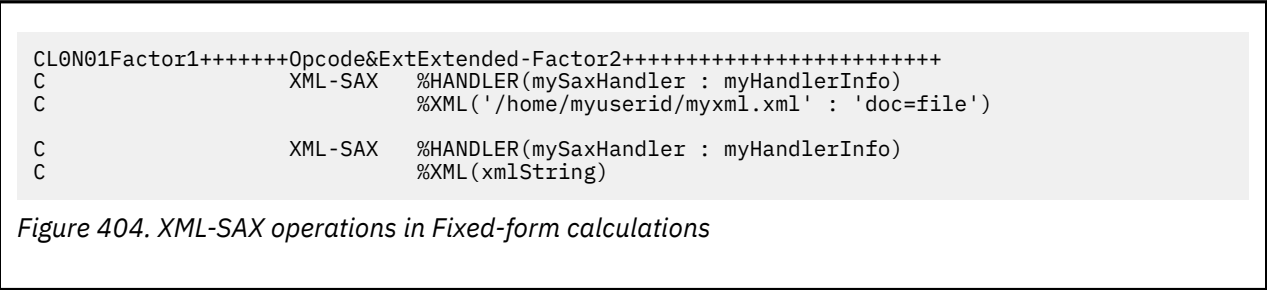 CL0N01Factor1+++++++Opcode&ExtExtended-Factor2+++++++++++++++++++++++++
C                   XML-SAX   %HANDLER(mySaxHandler : myHandlerInfo)
C                             %XML('/home/myuserid/myxml.xml' : 'doc=file')
C                   XML-SAX   %HANDLER(mySaxHandler : myHandlerInfo)
C                             %XML(xmlString)
Figure 404. XML-SAX operations in Fixed-form calculations